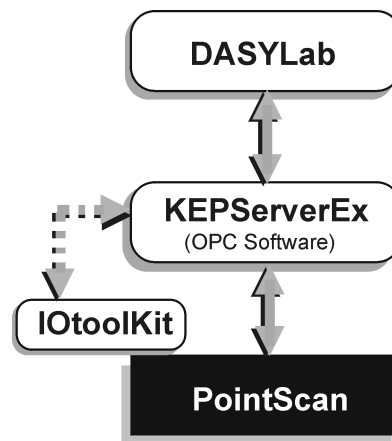 DASYLab
KEPServerEx
(OPC Software)
IOtoolKit
PointScan